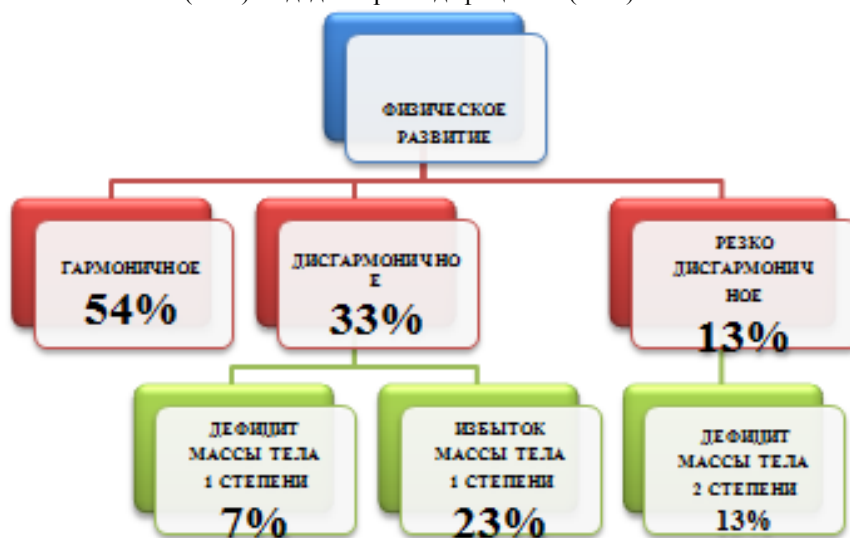 ФИЗИЧЕСКОЕ
РАЗВИТИЕ
ГАРМОНИЧНОЕ
54%
ДИСГАРМОНИЧНО
Е
33%
РЕЗКО
ДИСГАРМОНИЧ
НОЕ
13%
ДЕФИЦИТ
МАССЫ ТЕЛА
1 СТЕПЕНИ
7%
ИЗБЫТОК
МАССЫ ТЕЛА
1 СТЕПЕНИ
23%
ДЕФИЦИТ
МАССЫ ТЕЛА
2 СТЕПЕНИ
13%